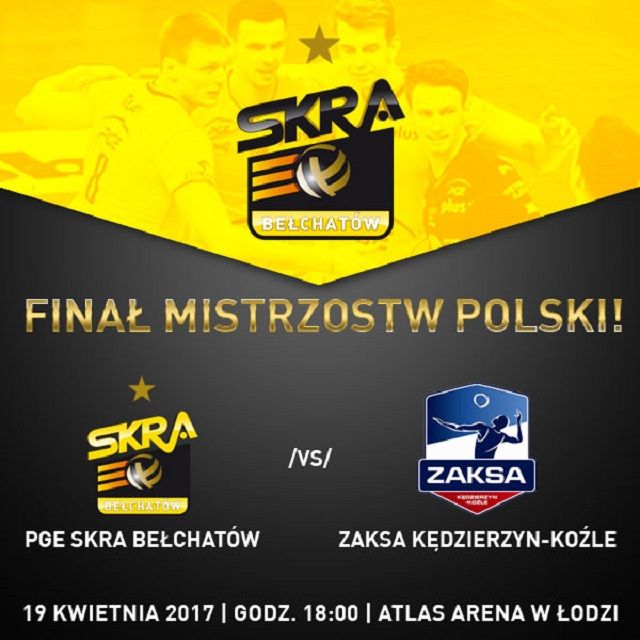 SKRA
BEŁCHATÓW
plus
FINAŁ MISTRZOSTW POLSKI!
SKRA
BEŁCHATÓW
/VS/
ZAKSA
KĘDZIERZYN
-KOŹLE
PGE SKRA BEŁCHATÓW
ZAKSA KĘDZIERZYN-KOŹLE
19 KWIETNIA 2017 | GODZ. 18:00 | ATLAS ARENA W ŁODZI